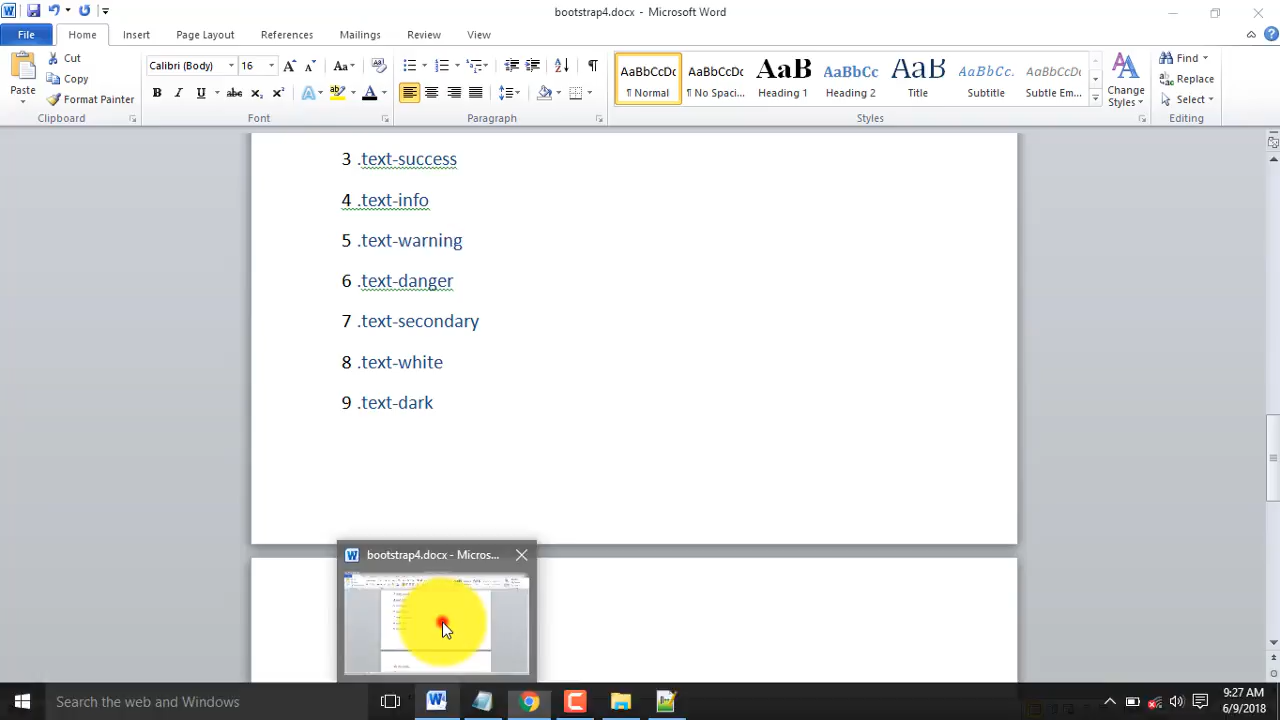 bootstrap4.docx - Microsoft Word
File Home Insert Page Layout References Mailings Review View
Paste
Cut
Copy
Format Painter
Clipboard
Calibri (Body) 16
Font
Paragraph
AaBbCcDc
¶ Normal
AaBbCcDc
¶ No Spaci...
AaB
Heading 1
AaBbCc
Heading 2
AaB
Title
AaBbCc.
Subtitle
AaBbCcDc
Subtle Em...
Styles
Change
Styles
Find
Replace
Select
Editing
3 .text-success
4 .text-info
5 .text-warning
6 .text-danger
7 .text-secondary
8 .text-white
9 .text-dark
bootstrap4.docx - Micros...
Search the web and Windows
9:27 AM
6/9/2018